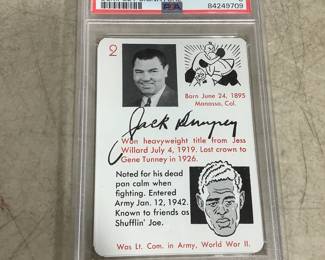 PSA
84249709
2
Born June 24, 1895
Manassa, Col.
Jack Dempsey
Won heavyweight title from Jess
Willard July 4, 1919. Lost crown to
Gene Tunney in 1926.
Noted for his dead
pan calm when
fighting. Entered
Army Jan. 12, 1942.
Known to friends as
Shufflin' Joe.
Was Lt. Com. in Army, World War II.